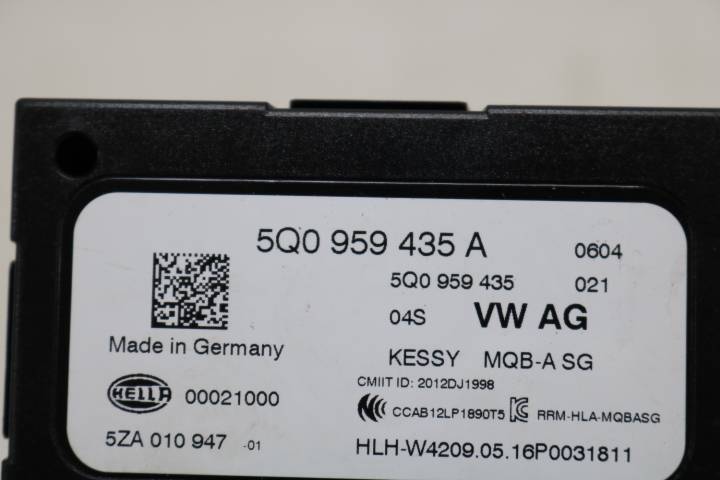 5Q0 959 435 A 0604
5Q0 959 435 021
04S VW AG
Made in Germany
KESSY MQB-A SG
CMIIT ID: 2012DJ1998
HELLA 00021000
CCAB12LP1890T5 RRM-HLA-MQBASG
5ZA 010 947 -01
HLH-W4209.05.16P0031811